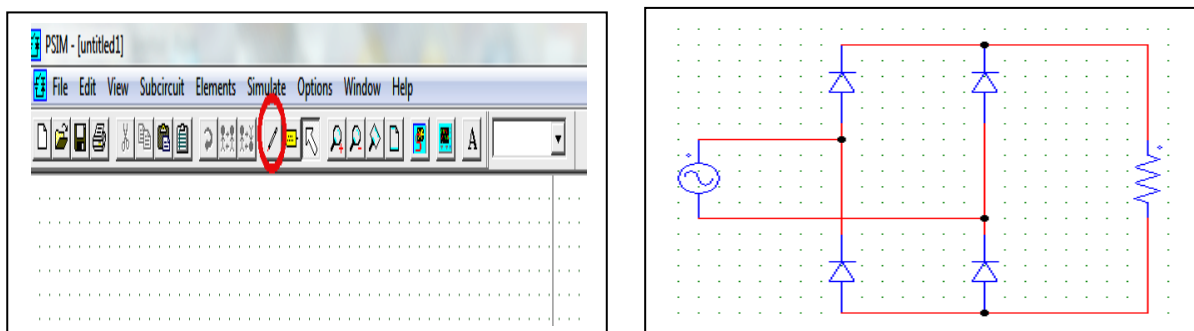 PSIM - [untitled1]
File Edit View Subcircuit Elements Simulate Options Window Help
A